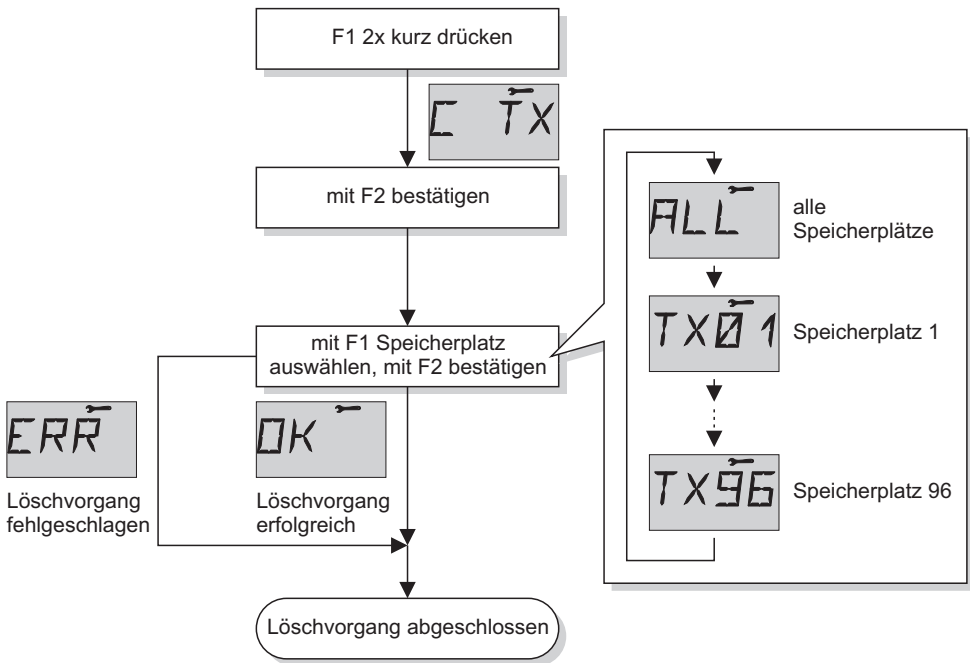 F1 2x kurz drücken
C TX
mit F2 bestätigen
mit F1 Speicherplatz
auswählen, mit F2 bestätigen
ALL
alle
Speicherplätze
TX01
Speicherplatz 1
TX96
Speicherplatz 96
ERR
Löschvorgang
fehlgeschlagen
OK
Löschvorgang
erfolgreich
Löschvorgang abgeschlossen